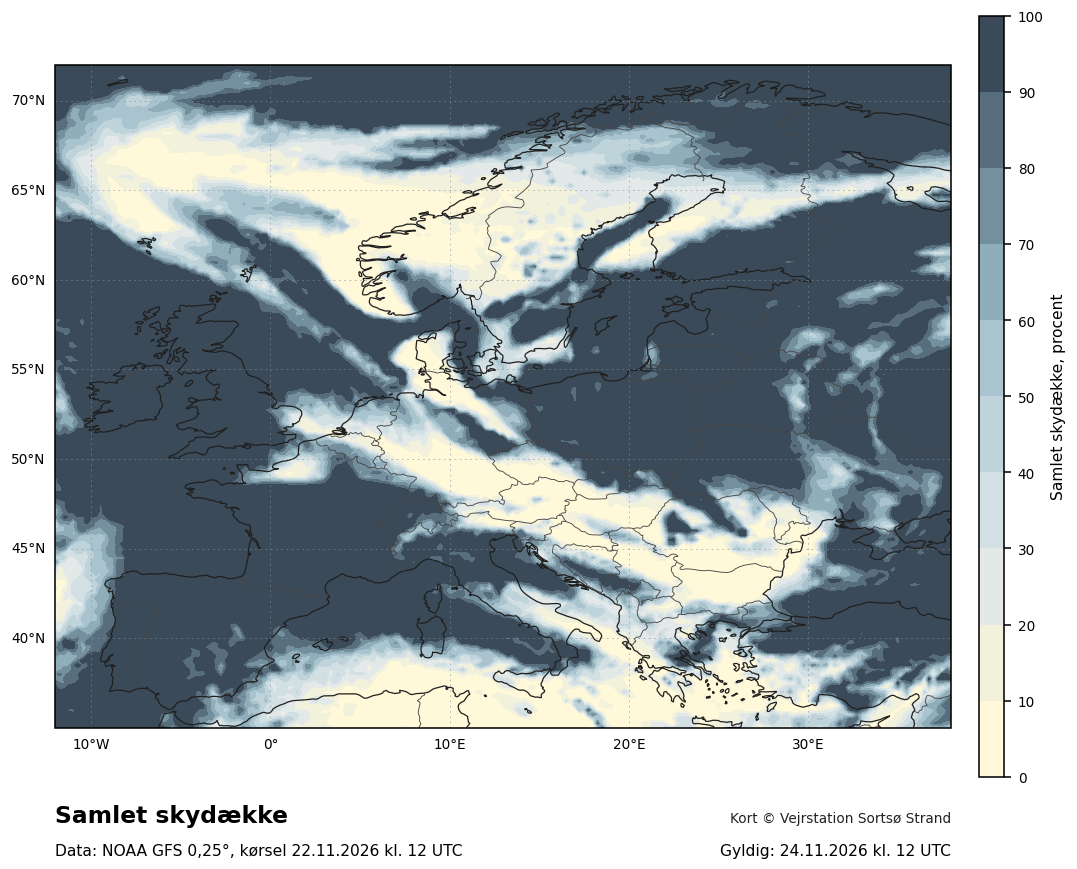 100
90
80
70
60
50
40
30
20
10
0
Samlet skydække, procent
70°N
65°N
60°N
55°N
50°N
45°N
40°N
10°W
0°
10°E
20°E
30°E
Samlet skydække
Kort © Vejrstation Sortsø Strand
Data: NOAA GFS 0,25°, kørsel 22.11.2026 kl. 12 UTC
Gyldig: 24.11.2026 kl. 12 UTC